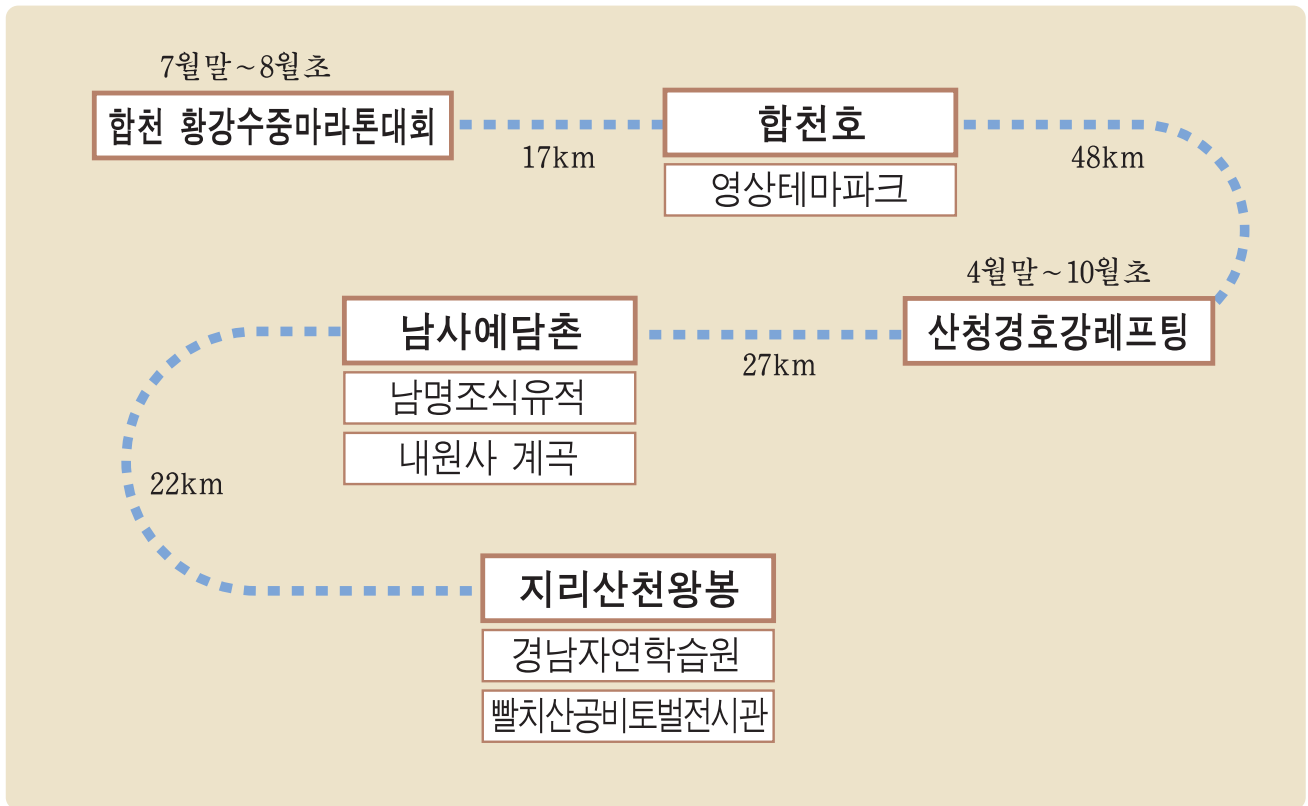 7월말~8월초
합천 황강수중마라톤대회
17km
합천호
영상테마파크
48km
4월말~10월초
산청경호강레프팅
27km
남사예담촌
남명조식유적
내원사 계곡
22km
지리산천왕봉
경남자연학습원
빨치산공비토벌전시관